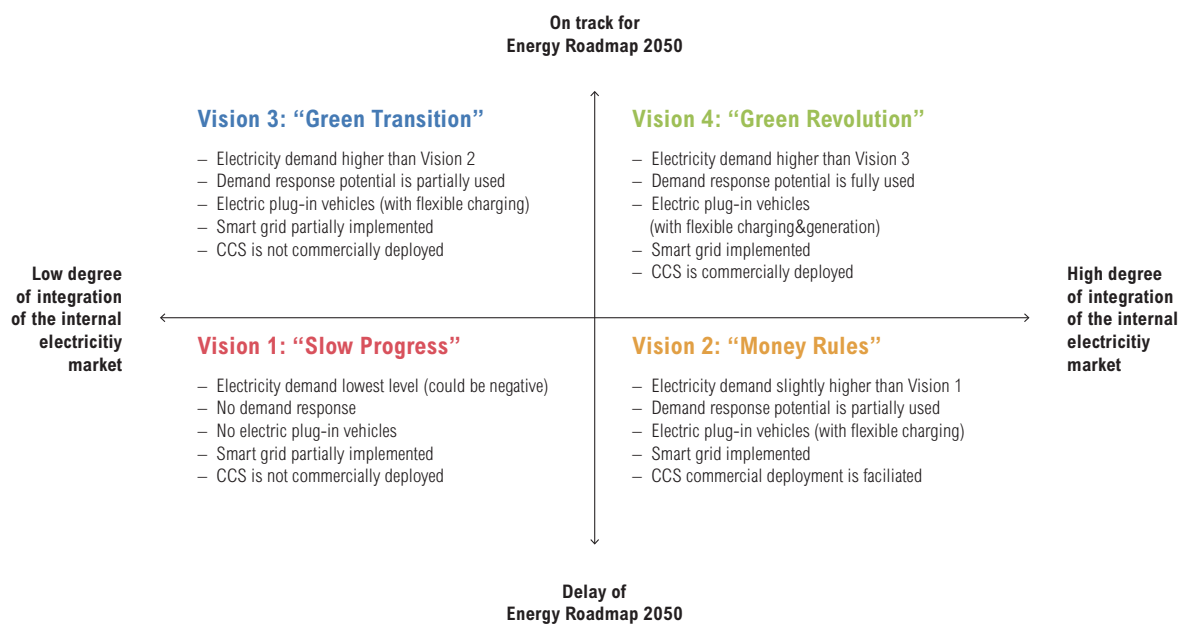 On track for
Energy Roadmap 2050
Vision 3: “Green Transition”
– Electricity demand higher than Vision 2
– Demand response potential is partially used
– Electric plug-in vehicles (with flexible charging)
– Smart grid partially implemented
– CCS is not commercially deployed
Vision 4: “Green Revolution”
– Electricity demand higher than Vision 3
– Demand response potential is fully used
– Electric plug-in vehicles
(with flexible charging&generation)
– Smart grid implemented
– CCS is commercially deployed
Low degree
of integration
of the internal
electricitiy
market
High degree
of integration
of the internal
electricitiy
market
Vision 1: “Slow Progress”
– Electricity demand lowest level (could be negative)
– No demand response
– No electric plug-in vehicles
– Smart grid partially implemented
– CCS is not commercially deployed
Vision 2: “Money Rules”
– Electricity demand slightly higher than Vision 1
– Demand response potential is partially used
– Electric plug-in vehicles (with flexible charging)
– Smart grid implemented
– CCS commercial deployment is faciliated
Delay of
Energy Roadmap 2050